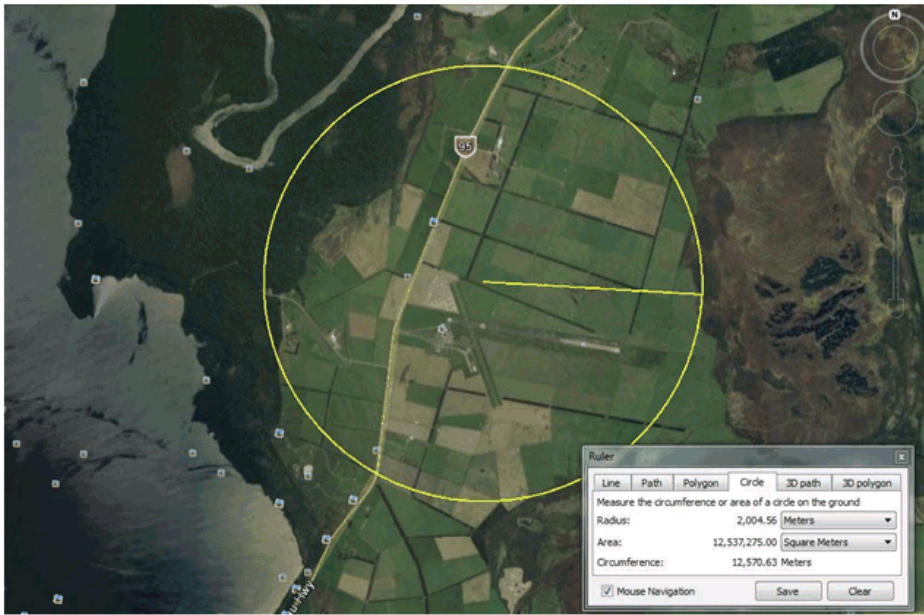 N
95
Hwy
Ruler
Line Path Polygon Circle 3D path 3D polygon
Measure the circumference or area of a circle on the ground
Radius: 2,004.56 Meters
Area: 12,537,275.00 Square Meters
Circumference: 12,570.63 Meters
Mouse Navigation Save Clear